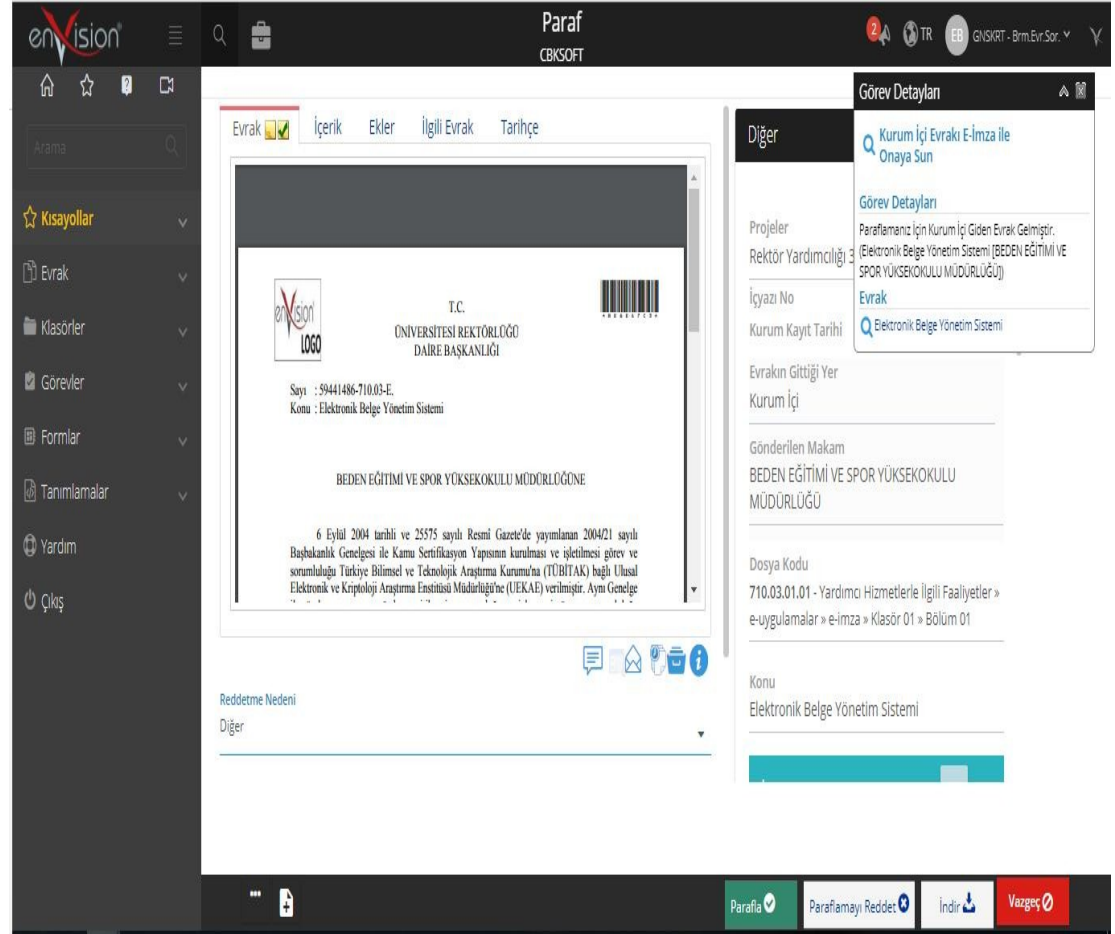 enVision
Paraf
CBKSOFT
2
TR
EB
GNSKRT - Brm.Evr.Sor.
Arama
Kısayollar
Evrak
Klasörler
Görevler
Formlar
Tanımlamalar
Yardım
Çıkış
Evrak
İçerik
Ekler
İlgili Evrak
Tarihçe
enVision
LOGO
T.C.
ÜNİVERSİTESİ REKTÖRLÜĞÜ
DAİRE BAŞKANLIĞI
Sayı : 59441486-710.03-E.
Konu : Elektronik Belge Yönetim Sistemi
BEDEN EĞİTİMİ VE SPOR YÜKSEKOKULU MÜDÜRLÜĞÜNE
6 Eylül 2004 tarihli ve 25575 sayılı Resmî Gazete'de yayımlanan 2004/21 sayılı
Başbakanlık Genelgesi ile Kamu Sertifikasyon Yapısının kurulması ve işletilmesi görev ve
sorumluluğu Türkiye Bilimsel ve Teknolojik Araştırma Kurumu'na (TÜBİTAK) bağlı Ulusal
Elektronik ve Kriptoloji Araştırma Enstitüsü Müdürlüğü'ne (UEKAE) verilmiştir. Aynı Genelge
Reddetme Nedeni
Diğer
Diğer
Projeler
Rektör Yardımcılığı 3
İçyazı No
Kurum Kayıt Tarihi
Evrakın Gittiği Yer
Kurum İçi
Gönderilen Makam
BEDEN EĞİTİMİ VE SPOR YÜKSEKOKULU
MÜDÜRLÜĞÜ
Dosya Kodu
710.03.01.01 - Yardımcı Hizmetlerle İlgili Faaliyetler »
e-uygulamalar » e-imza » Klasör 01 » Bölüm 01
Konu
Elektronik Belge Yönetim Sistemi
Görev Detayları
Kurum İçi Evrakı E-İmza ile
Onaya Sun
Görev Detayları
Paraflamanız İçin Kurum İçi Giden Evrak Gelmiştir.
(Elektronik Belge Yönetim Sistemi [BEDEN EĞİTİMİ VE
SPOR YÜKSEKOKULU MÜDÜRLÜĞÜ])
Evrak
Elektronik Belge Yönetim Sistemi
Parafla
Paraflamayı Reddet
İndir
Vazgeç